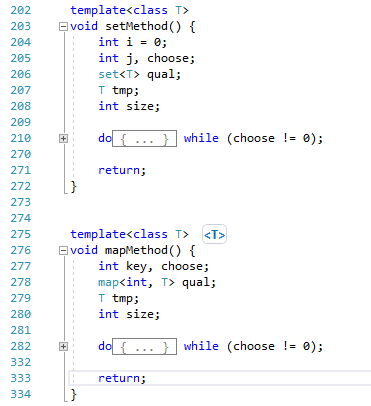 202 template<class T>
203 void setMethod() {
204 int i = 0;
205 int j, choose;
206 set<T> qual;
207 T tmp;
208 int size;
209
210 do { ... } while (choose != 0);
270
271 return;
272 }
273
274
275 template<class T> <T>
276 void mapMethod() {
277 int key, choose;
278 map<int, T> qual;
279 T tmp;
280 int size;
281
282 do { ... } while (choose != 0);
332
333 return;
334 }